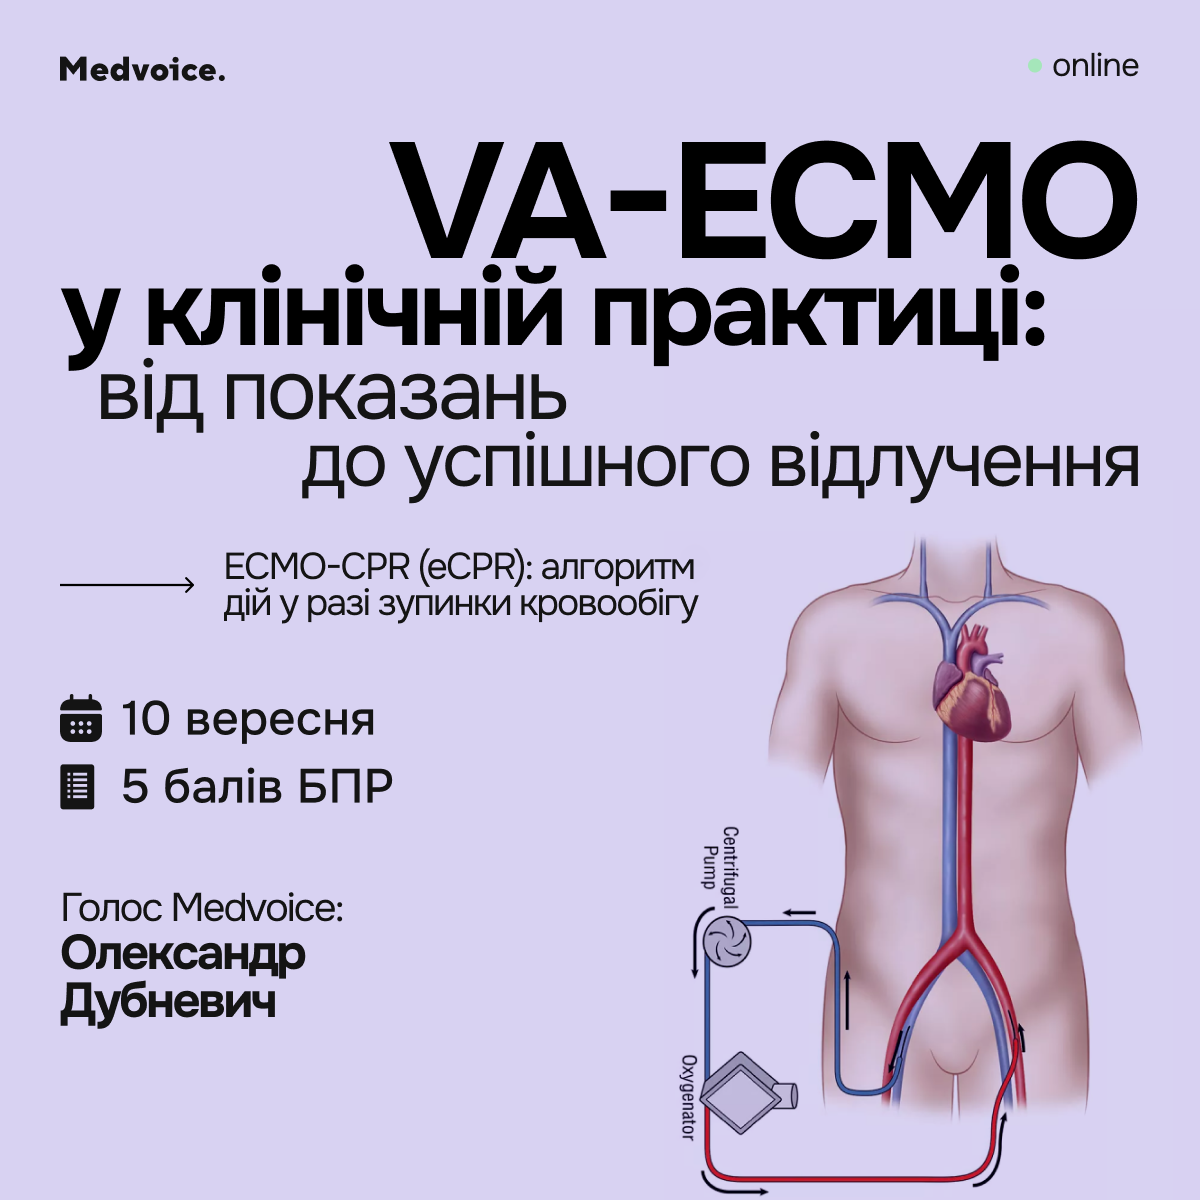 Medvoice.
online
VA-ECMO
у клінічній практиці:
від показань
до успішного відлучення
ECMO-CPR (eCPR): алгоритм
дій у разі зупинки кровообігу
10 вересня
5 балів БПР
Голос Medvoice:
Олександр
Дубневич
Centrifugal
Pump
Oxygenator